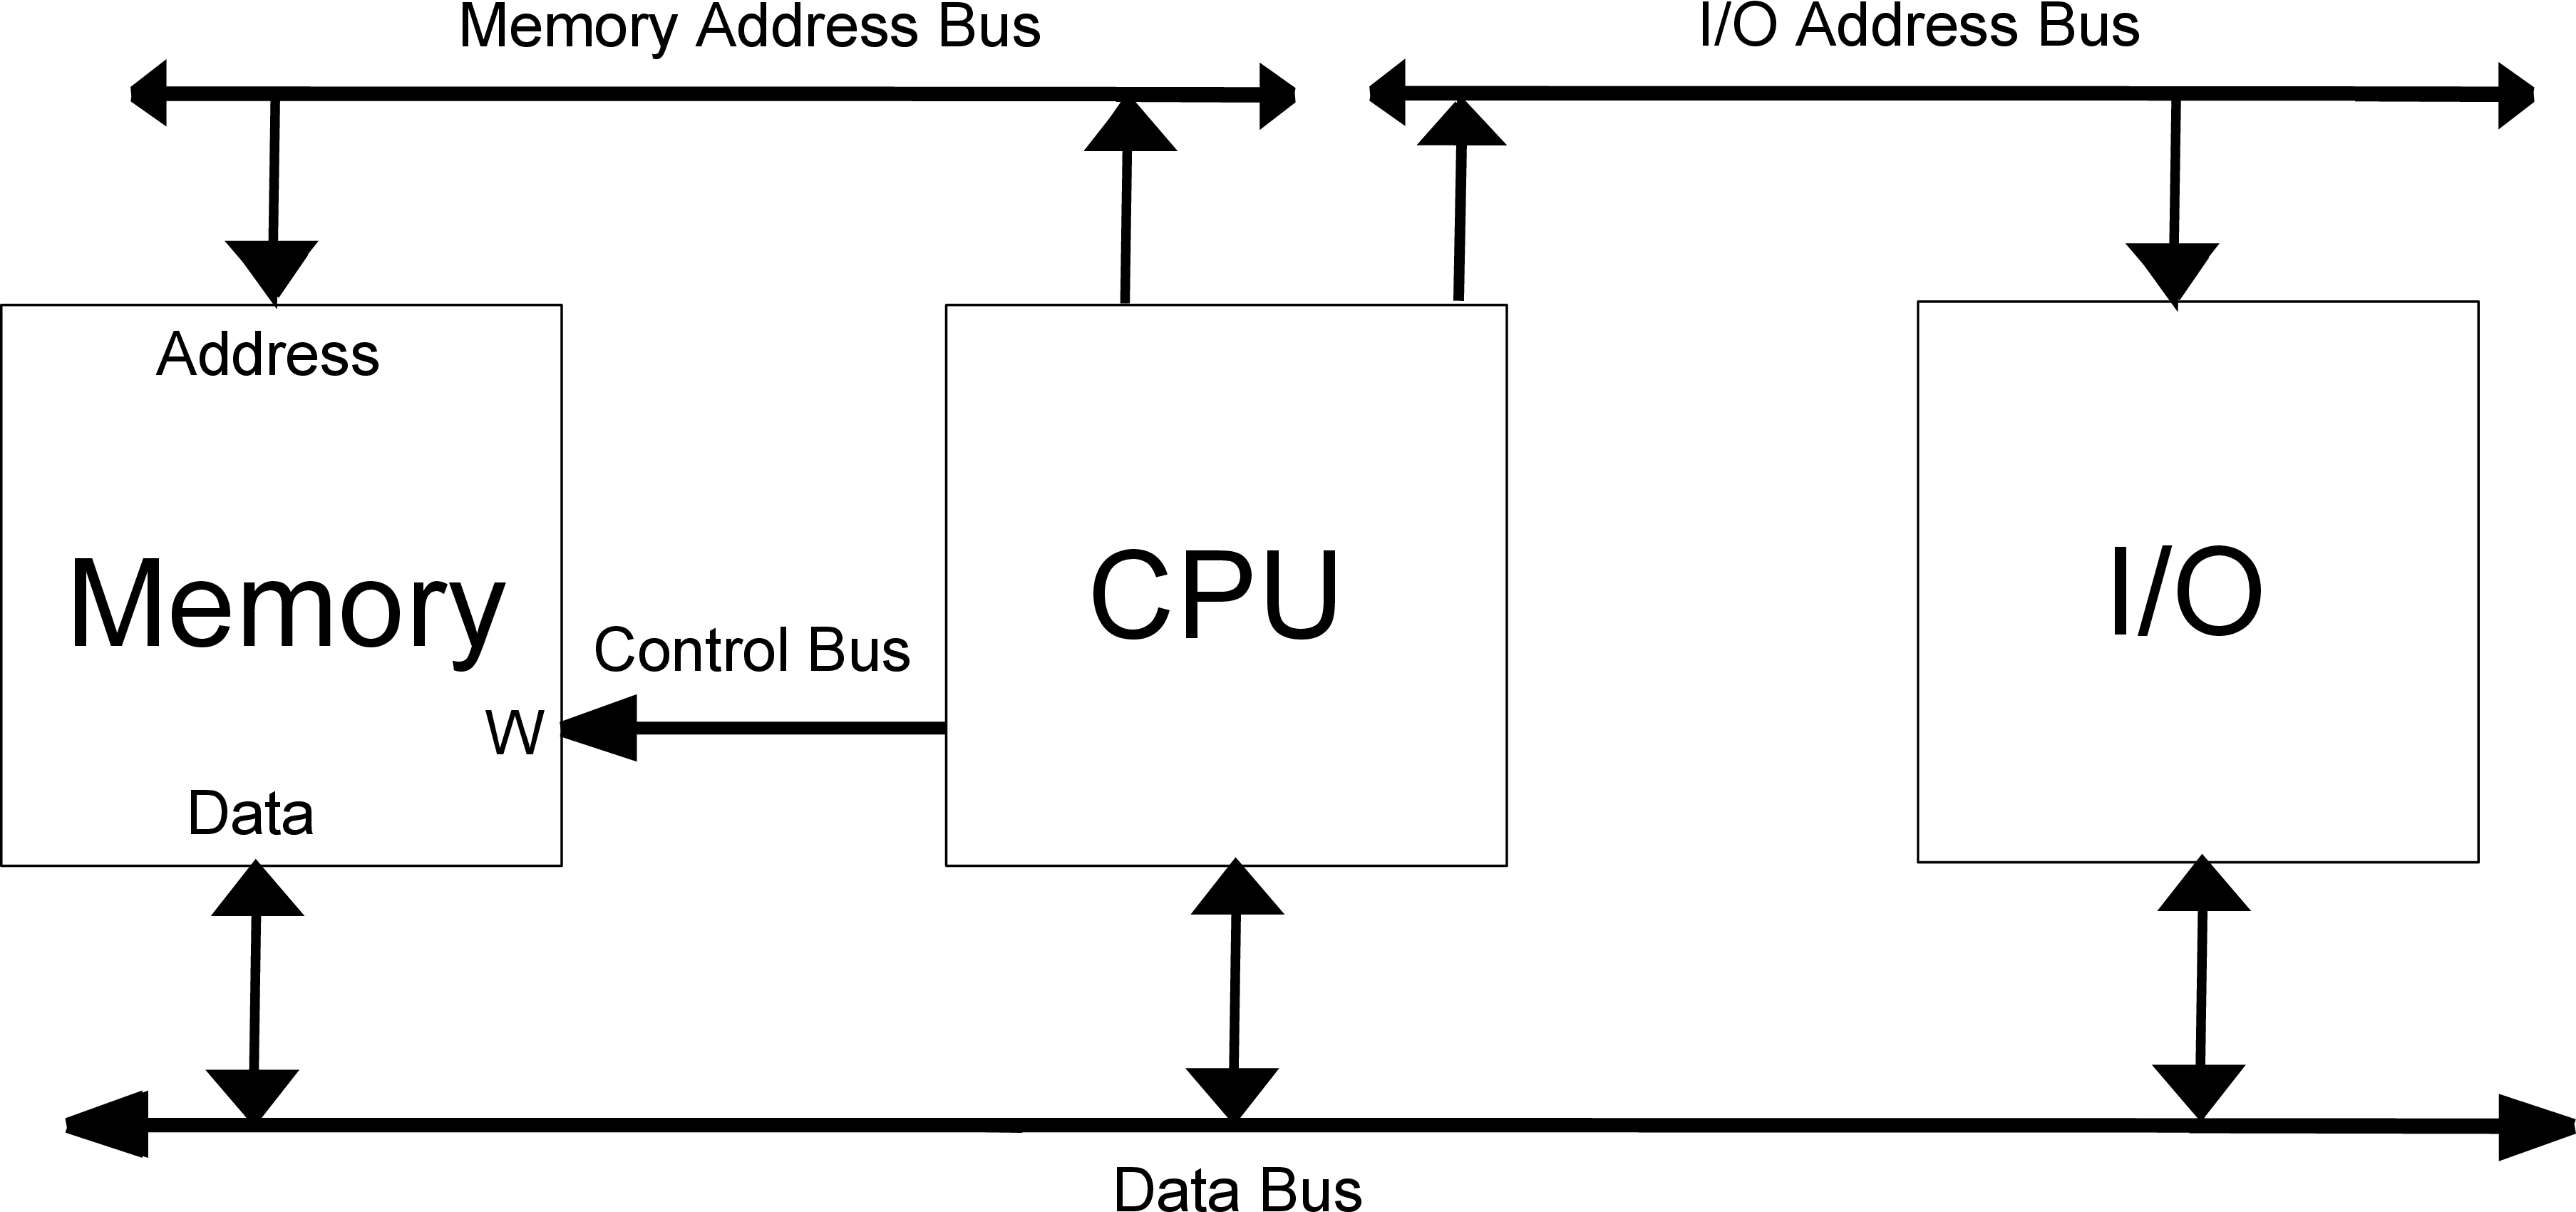 Memory Address Bus
I/O Address Bus
Address
Memory
CPU
I/O
Control Bus
W
Data
Data Bus